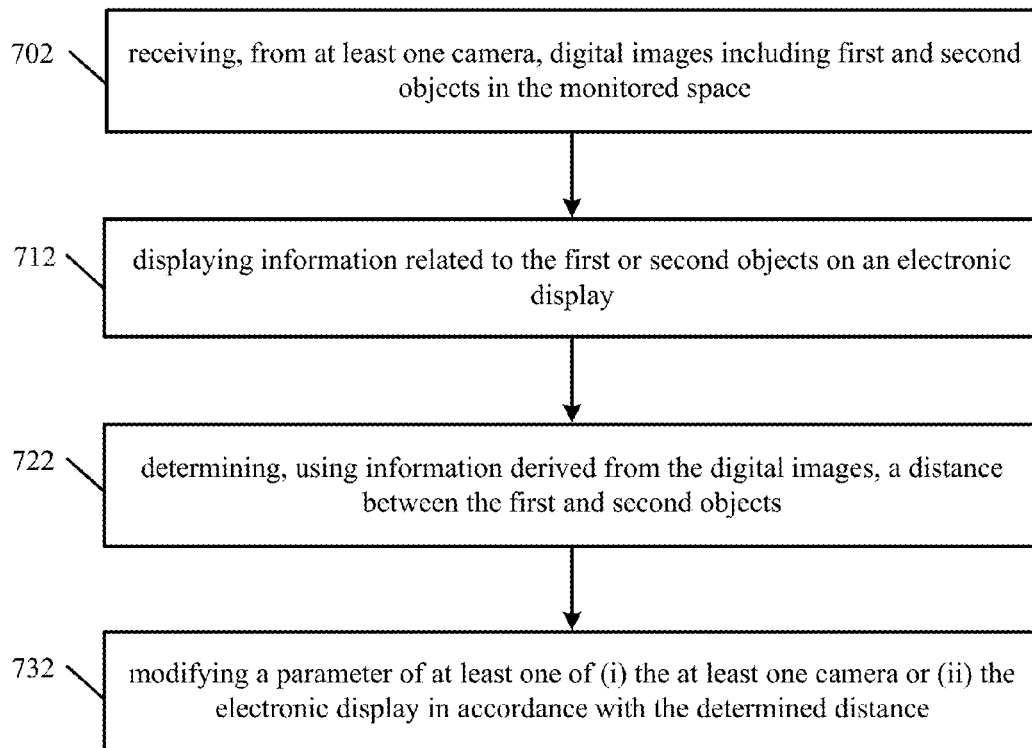 702
receiving, from at least one camera, digital images including first and second
objects in the monitored space
712
displaying information related to the first or second objects on an electronic
display
722
determining, using information derived from the digital images, a distance
between the first and second objects
732
modifying a parameter of at least one of (i) the at least one camera or (ii) the
electronic display in accordance with the determined distance